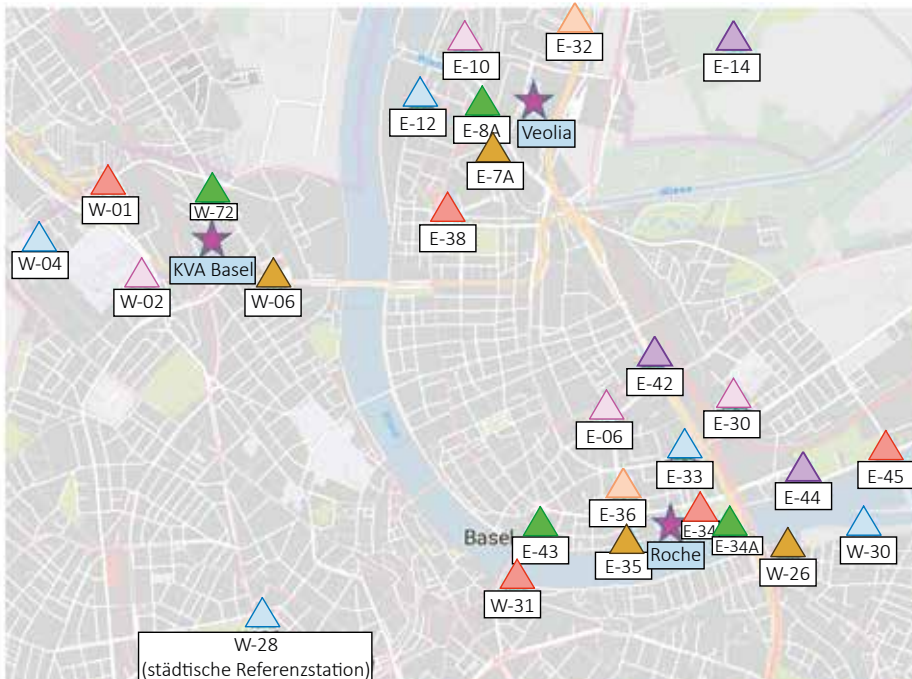 E-32
E-10
E-14
E-12
E-8A
Veolia
E-7A
W-01
W-72
E-38
W-04
KVA Basel
W-02
W-06
E-42
E-30
E-06
E-33
E-45
E-44
E-36
E-34
Basel
E-43
E-35
Roche
E-34A
W-26
W-30
W-31
W-28
(städtische Referenzstation)